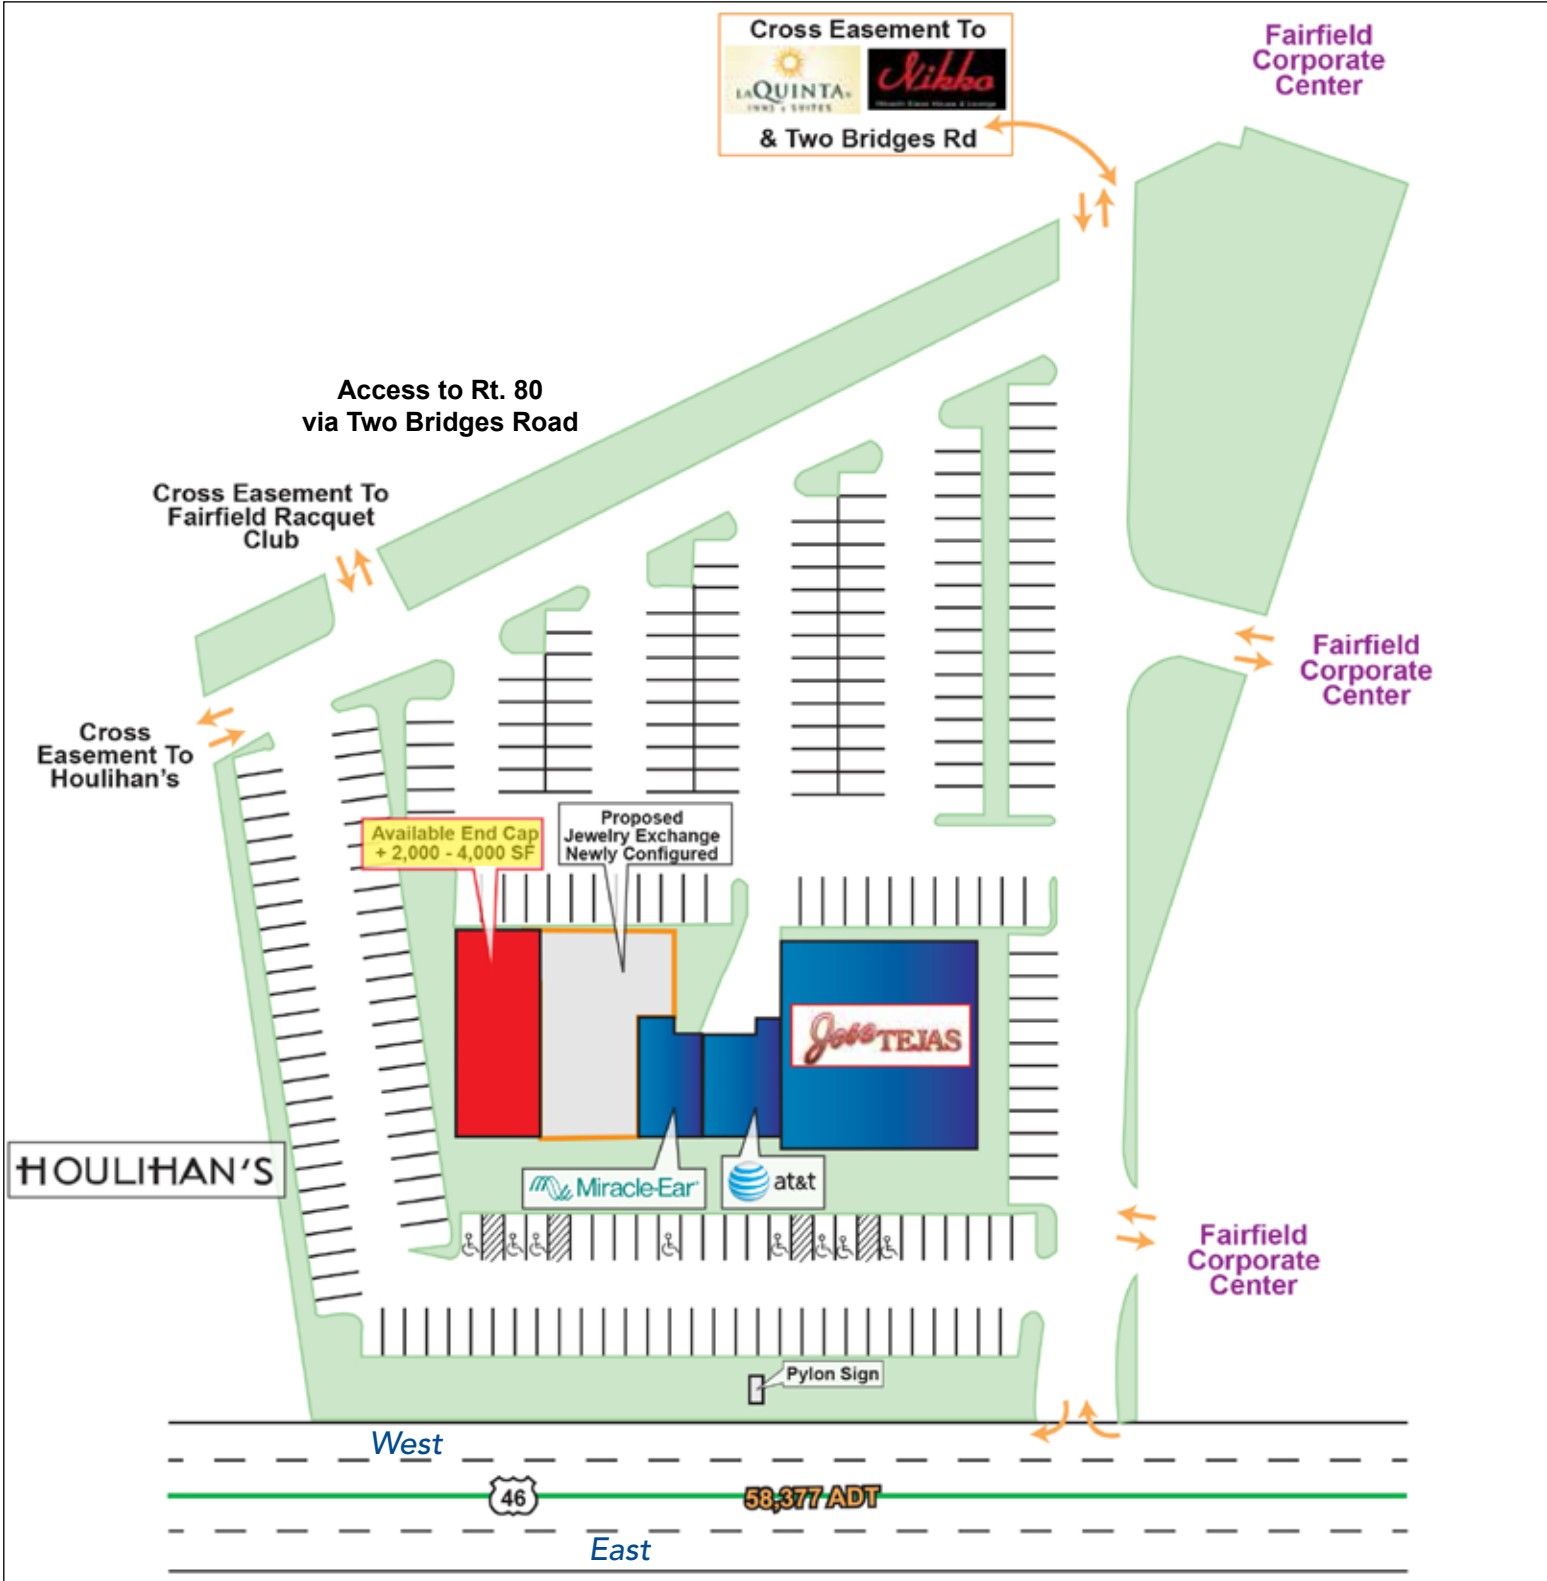 Cross Easement To
LAQUINTA
INNS & SUITES
Nikko
& Two Bridges Rd
Fairfield
Corporate
Center
Access to Rt. 80
via Two Bridges Road
Cross Easement To
Fairfield Racquet
Club
Fairfield
Corporate
Center
Cross
Easement To
Houlihan's
Available End Cap
+ 2,000 - 4,000 SF
Proposed
Jewelry Exchange
Newly Configured
Jose TEJAS
HOULIHAN'S
Miracle-Ear
at&t
Fairfield
Corporate
Center
Pylon Sign
West
46
58,377 ADT
East